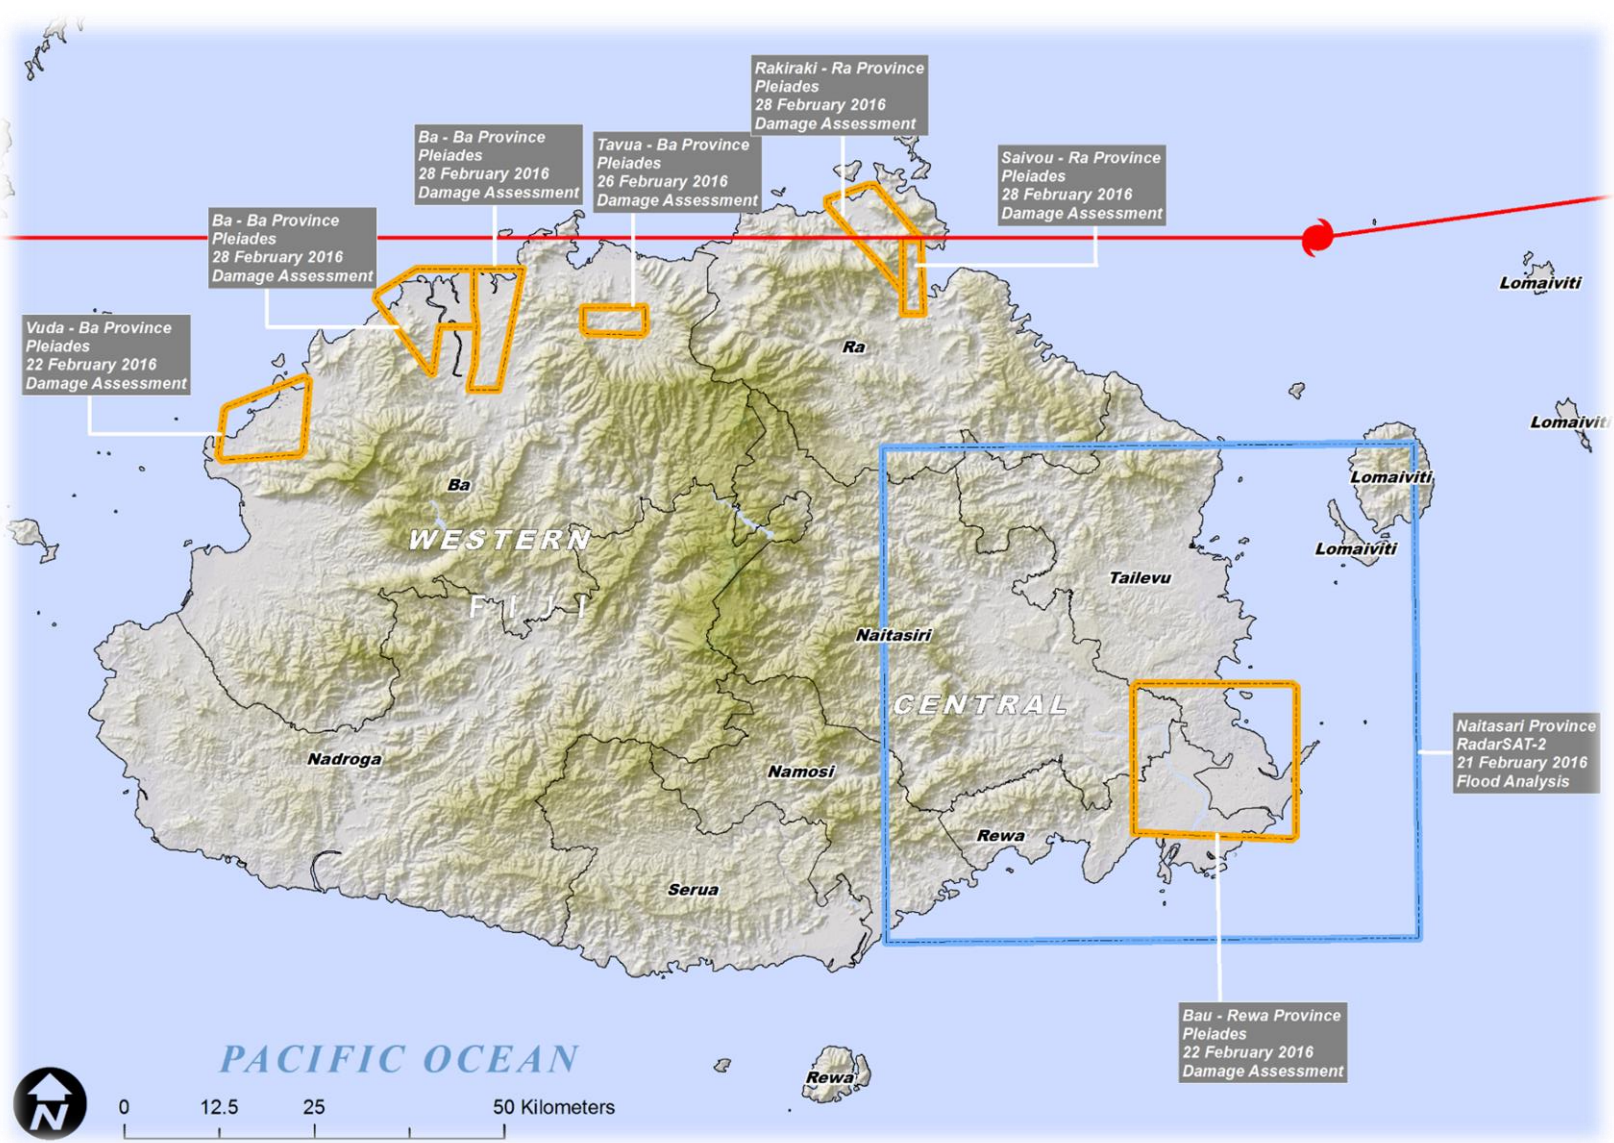 Rakiraki - Ra Province
Pleiades
28 February 2016
Damage Assessment
Ba - Ba Province
Pleiades
28 February 2016
Damage Assessment
Tavua - Ba Province
Pleiades
26 February 2016
Damage Assessment
Saivou - Ra Province
Pleiades
28 February 2016
Damage Assessment
Ba - Ba Province
Pleiades
28 February 2016
Damage Assessment
Vuda - Ba Province
Pleiades
22 February 2016
Damage Assessment
Lomaiviti
Ra
Lomaiviti
Lomaiviti
Ba
WESTERN
Lomaiviti
Tailevu
FIJI
Naitasiri
CENTRAL
Naitasari Province
RadarSAT-2
21 February 2016
Flood Analysis
Nadroga
Namosi
Rewa
Serua
Bau - Rewa Province
Pleiades
22 February 2016
Damage Assessment
PACIFIC OCEAN
Rewa
N
0 12.5 25 50 Kilometers